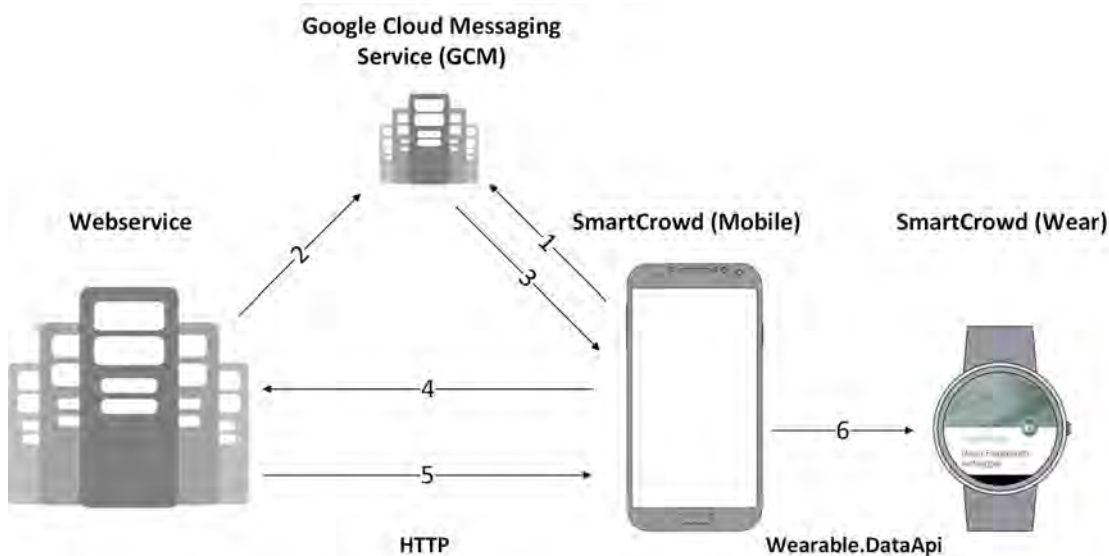 Google Cloud Messaging
Service (GCM)
Webservice
SmartCrowd (Mobile)
SmartCrowd (Wear)
1
2
3
4
6
5
HTTP
Wearable.DataApi